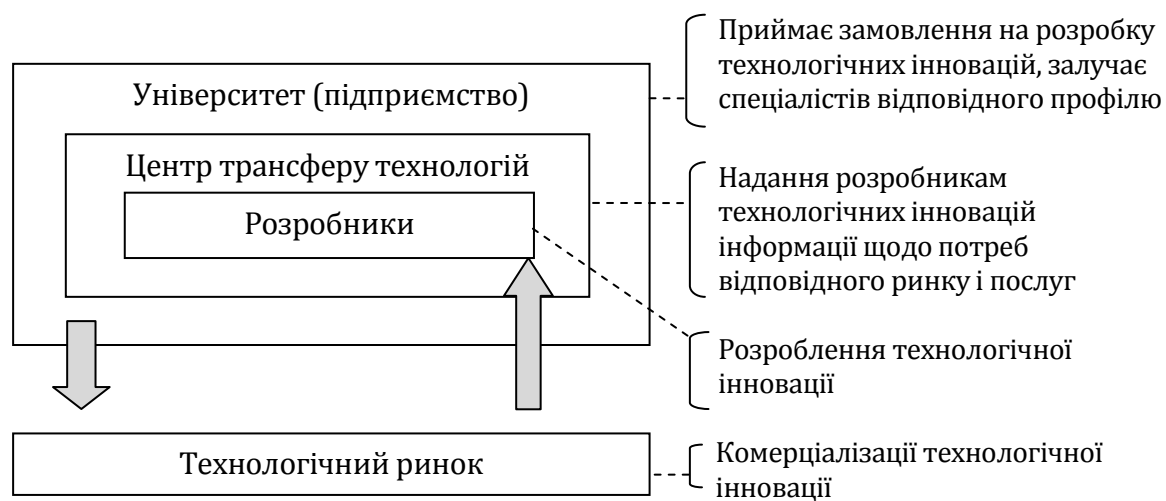 Університет (підприємство)
Центр трансферу технологій
Розробники
Технологічний ринок
Приймає замовлення на розробку
технологічних інновацій, залучає
спеціалістів відповідного профілю
Надання розробникам
технологічних інновацій
інформації щодо потреб
відповідного ринку і послуг
Розроблення технологічної
інновації
Комерціалізації технологічної
інновації